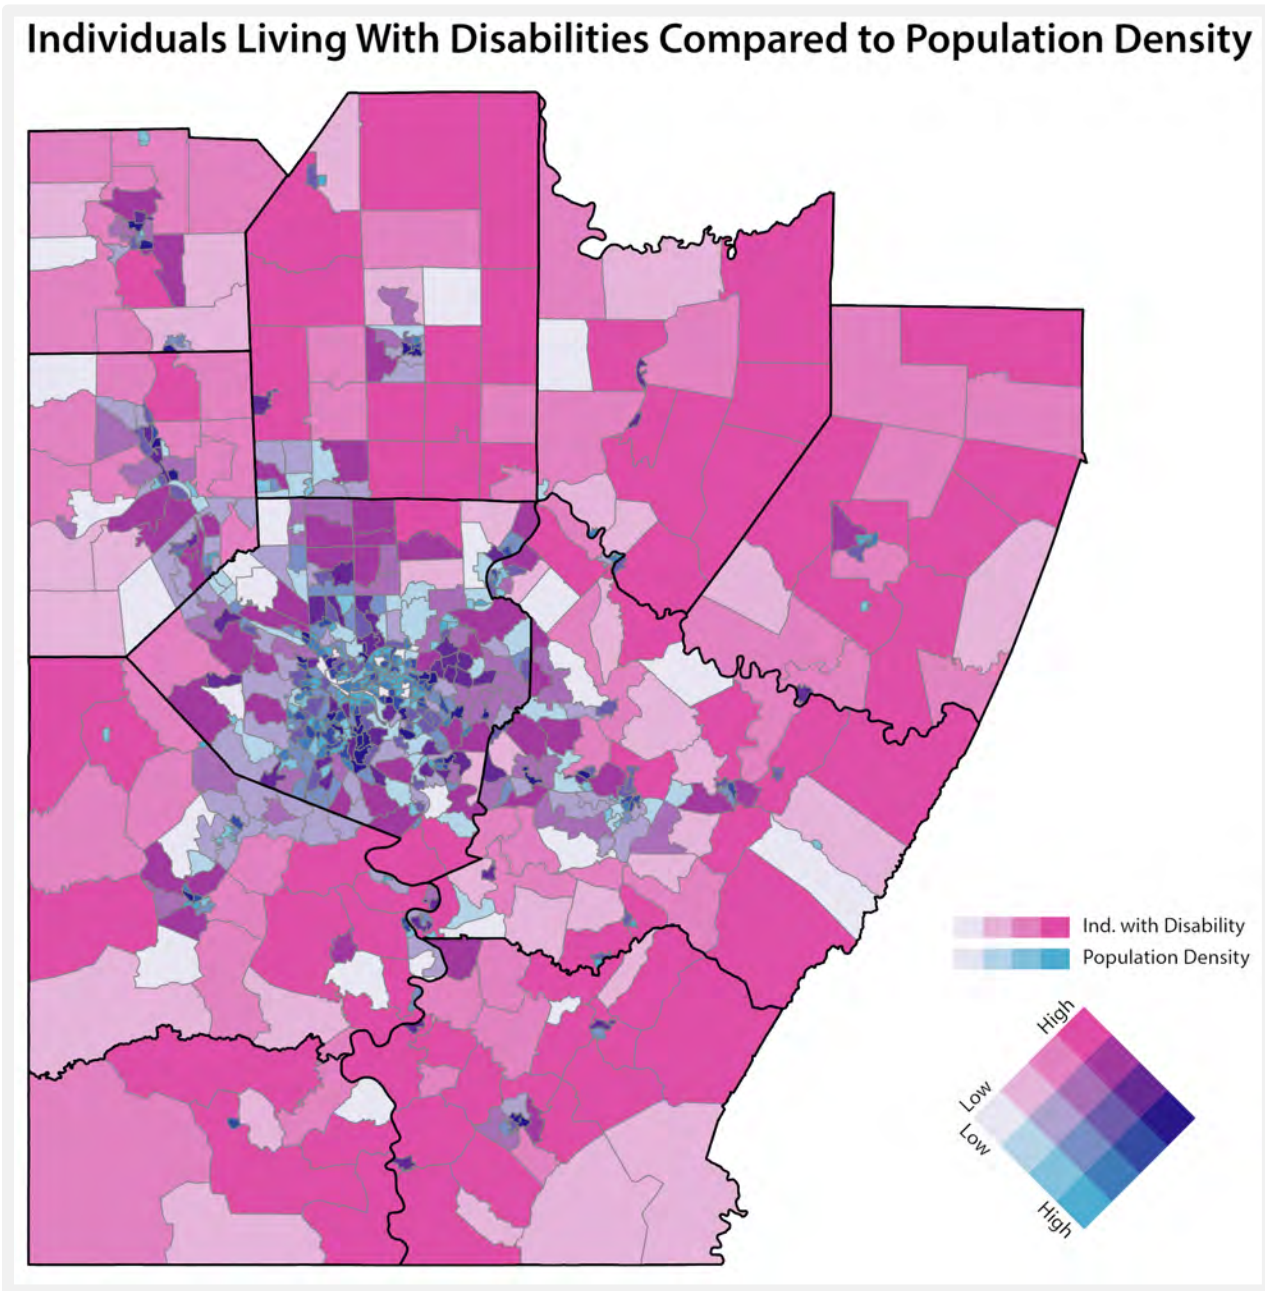 Individuals Living With Disabilities Compared to Population Density
Ind. with Disability
Population Density
High
Low
Low
High